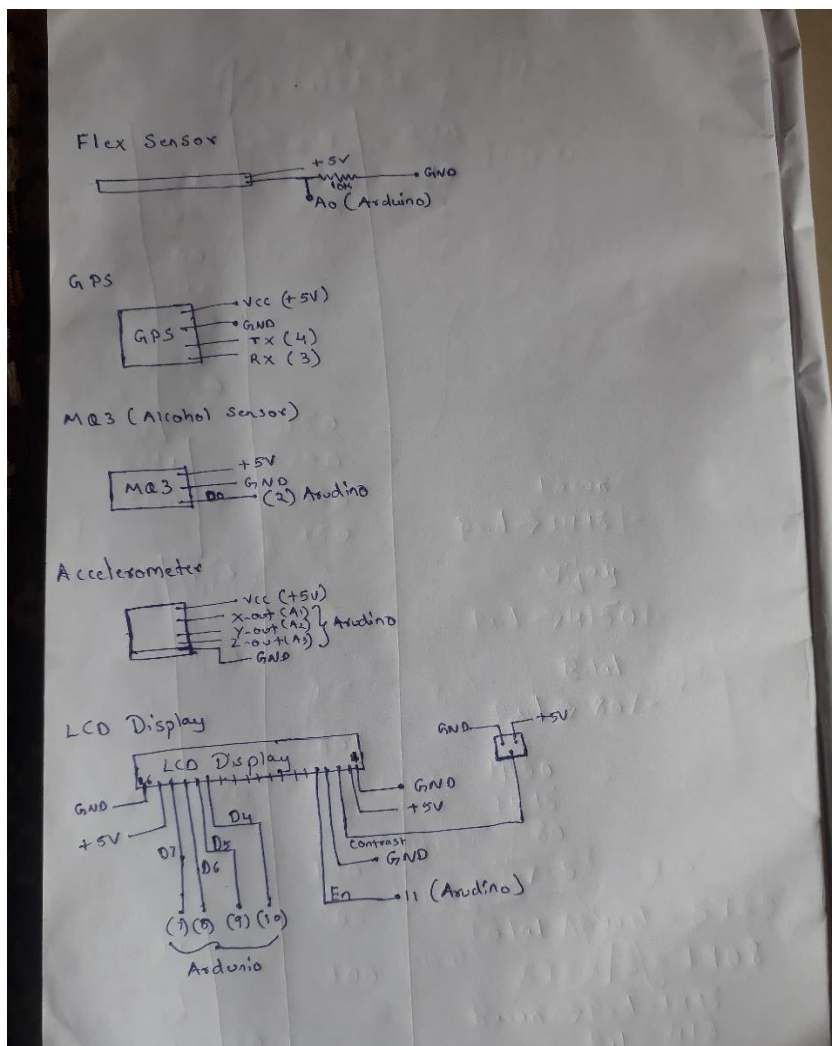 Flex Sensor
+5V
GND
10K
A0 (Arduino)
GPS
VCC (+5V)
GND
GPS
TX (4)
RX (3)
MQ3 (Alcohol Sensor)
+5V
GND
MQ3
D0
(2) Arudino
Accelerometer
VCC (+5V)
X-out (A1)
Y-out (A2)
Arudino
Z-out (A3)
GND
LCD Display
GND
+5V
LCD Display
GND
GND
+5V
+5V
D4
D7
D5
D6
Contrast
GND
En
11 (Arudino)
(7) (8) (9) (10)
Ardunio